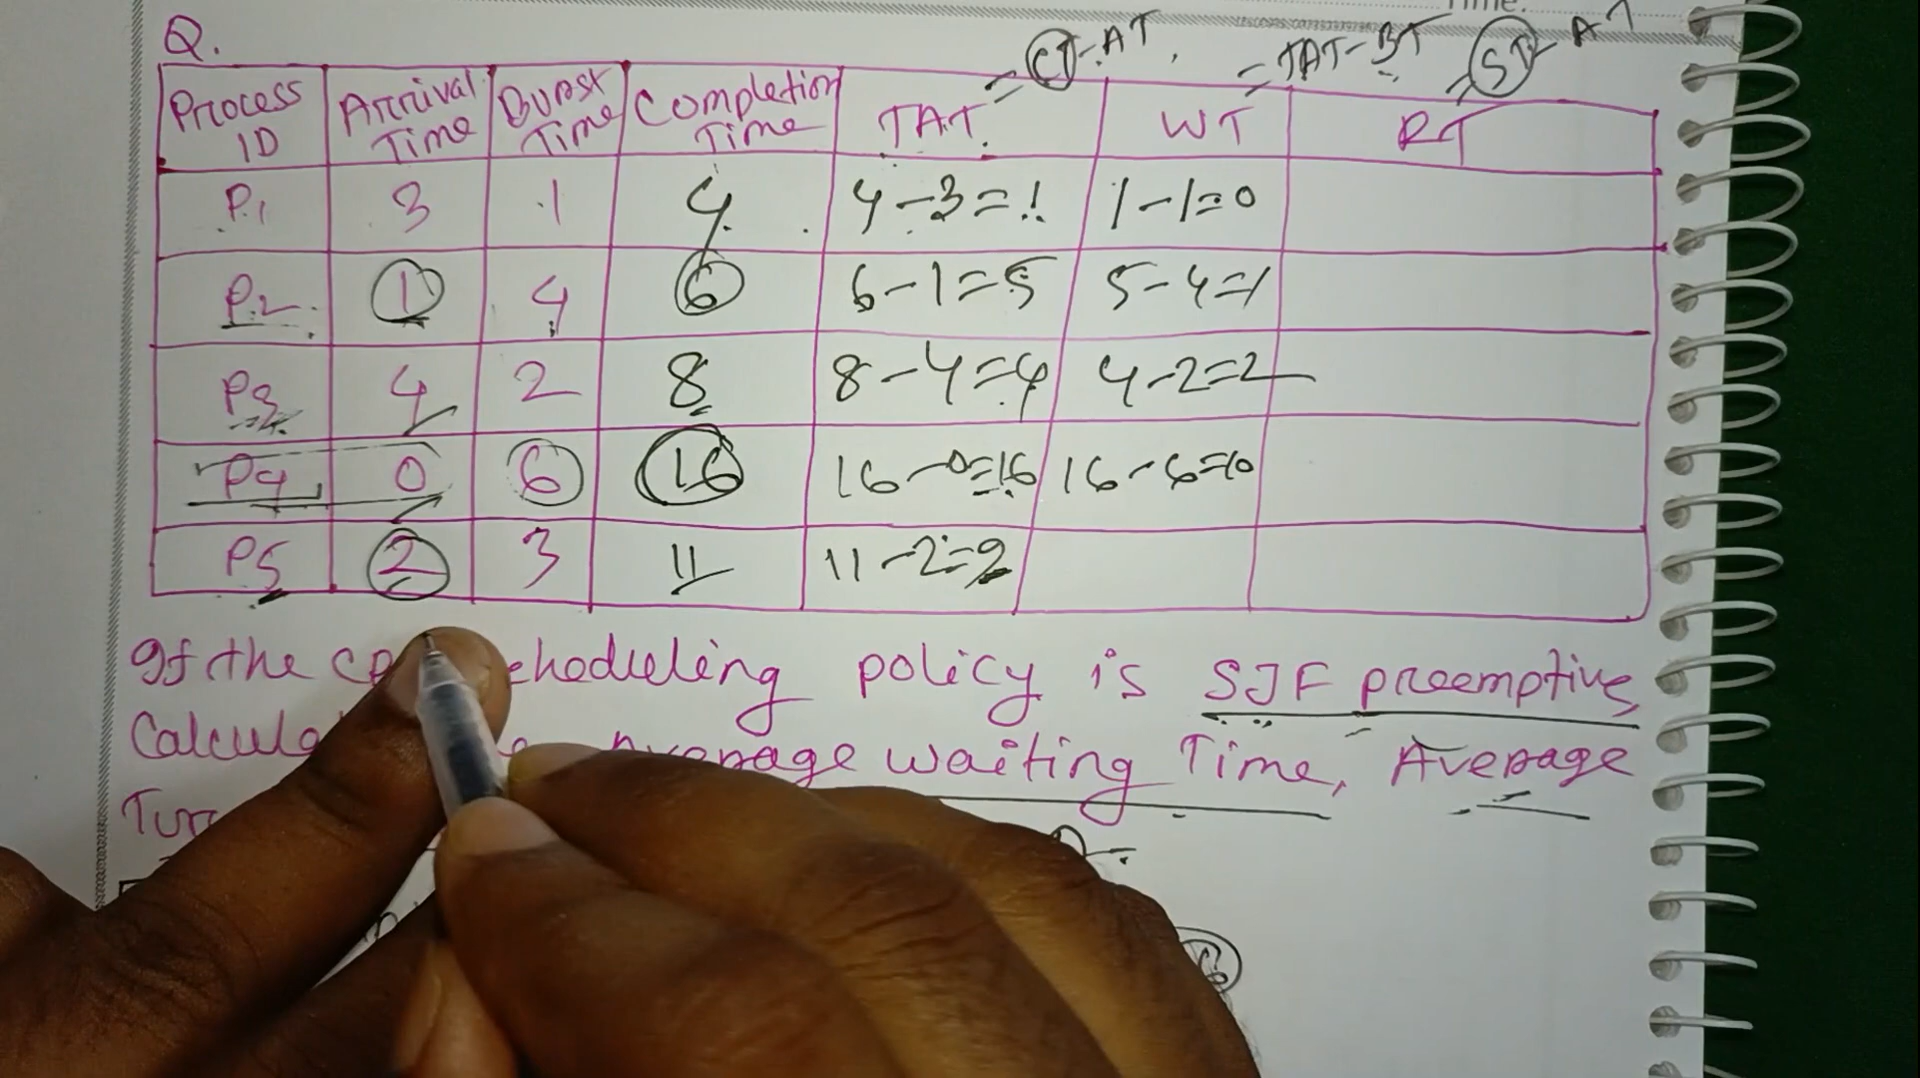 Time:
Q.
= CT-AT, = TAT-BT = ST-AT
Process ID Arrival Time Burst Time Completion Time TAT WT RT
P1 3 1 4 4-3=1 1-1=0
P2 1 4 6 6-1=5 5-4=1
P3 4 2 8 8-4=4 4-2=2
P4 0 6 16 16-0=16 16-6=10
P5 2 3 11 11-2=9
If the scheduling policy is SJF preemptive,
Average waiting Time, Average